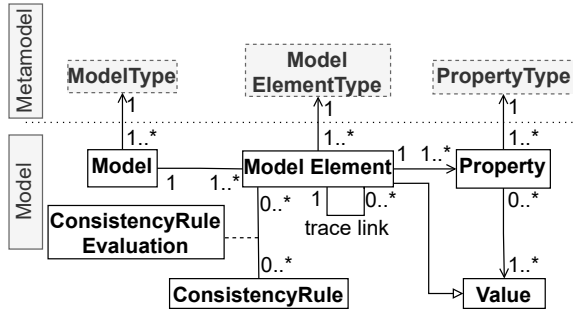 Metamodel
ModelType
Model
ElementType
PropertyType
1
1
1
1..*
1..*
1..*
Model
Model
Model Element
Property
1
1..*
1
1..*
0..*
1
0..*
0..*
trace link
ConsistencyRule
Evaluation
0..*
1..*
ConsistencyRule
Value